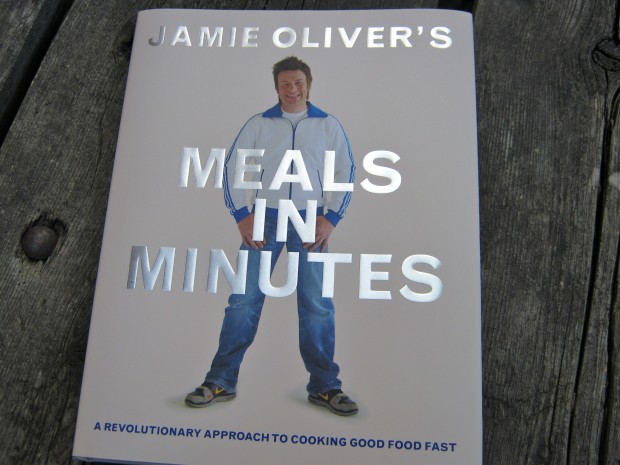 JAMIE OLIVER'S
MEALS
IN
MINUTES
A REVOLUTIONARY APPROACH TO COOKING GOOD FOOD FAST